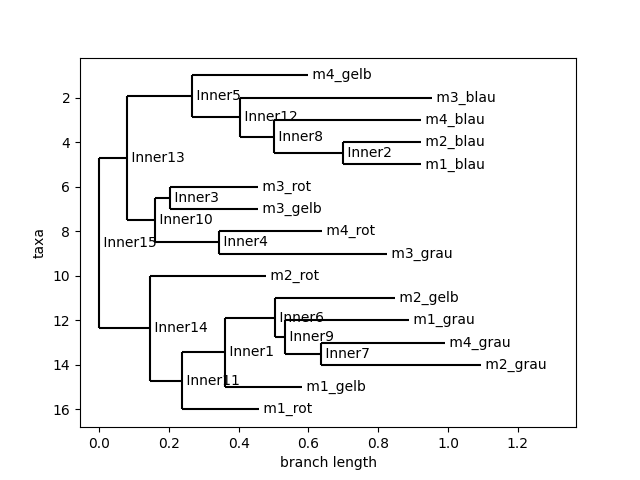 m4_gelb
Inner5
2
m3_blau
Inner12
m4_blau
Inner8
4
m2_blau
Inner2
Inner13
m1_blau
6
m3_rot
Inner3
m3_gelb
Inner10
8
m4_rot
Inner15
Inner4
taxa
m3_grau
10
m2_rot
m2_gelb
Inner6
12
m1_grau
Inner14
Inner9
m4_grau
Inner1
Inner7
14
m2_grau
Inner11
m1_gelb
16
m1_rot
0.0 0.2 0.4 0.6 0.8 1.0 1.2
branch length